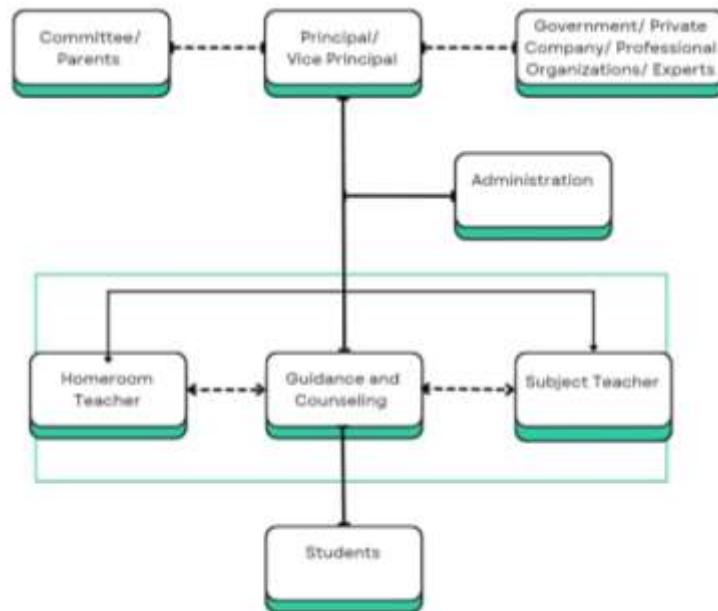 Committee/
Parents
Principal/
Vice Principal
Government/ Private
Company/ Professional
Organizations/ Experts
Administration
Homeroom
Teacher
Guidance and
Counseling
Subject Teacher
Students